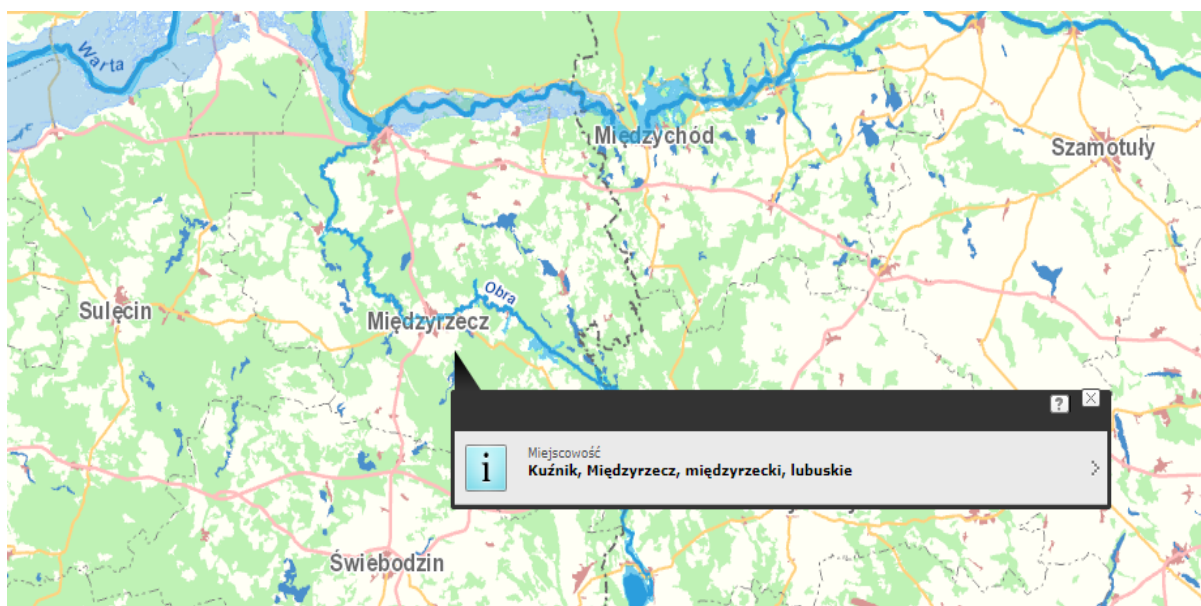 Warta
Międzychód
Szamotuły
Obra
Sulęcin
Międzyrzecz
?
i
Miejscowość
Kuźnik, Międzyrzecz, międzyrzecki, lubuskie
Świebodzin